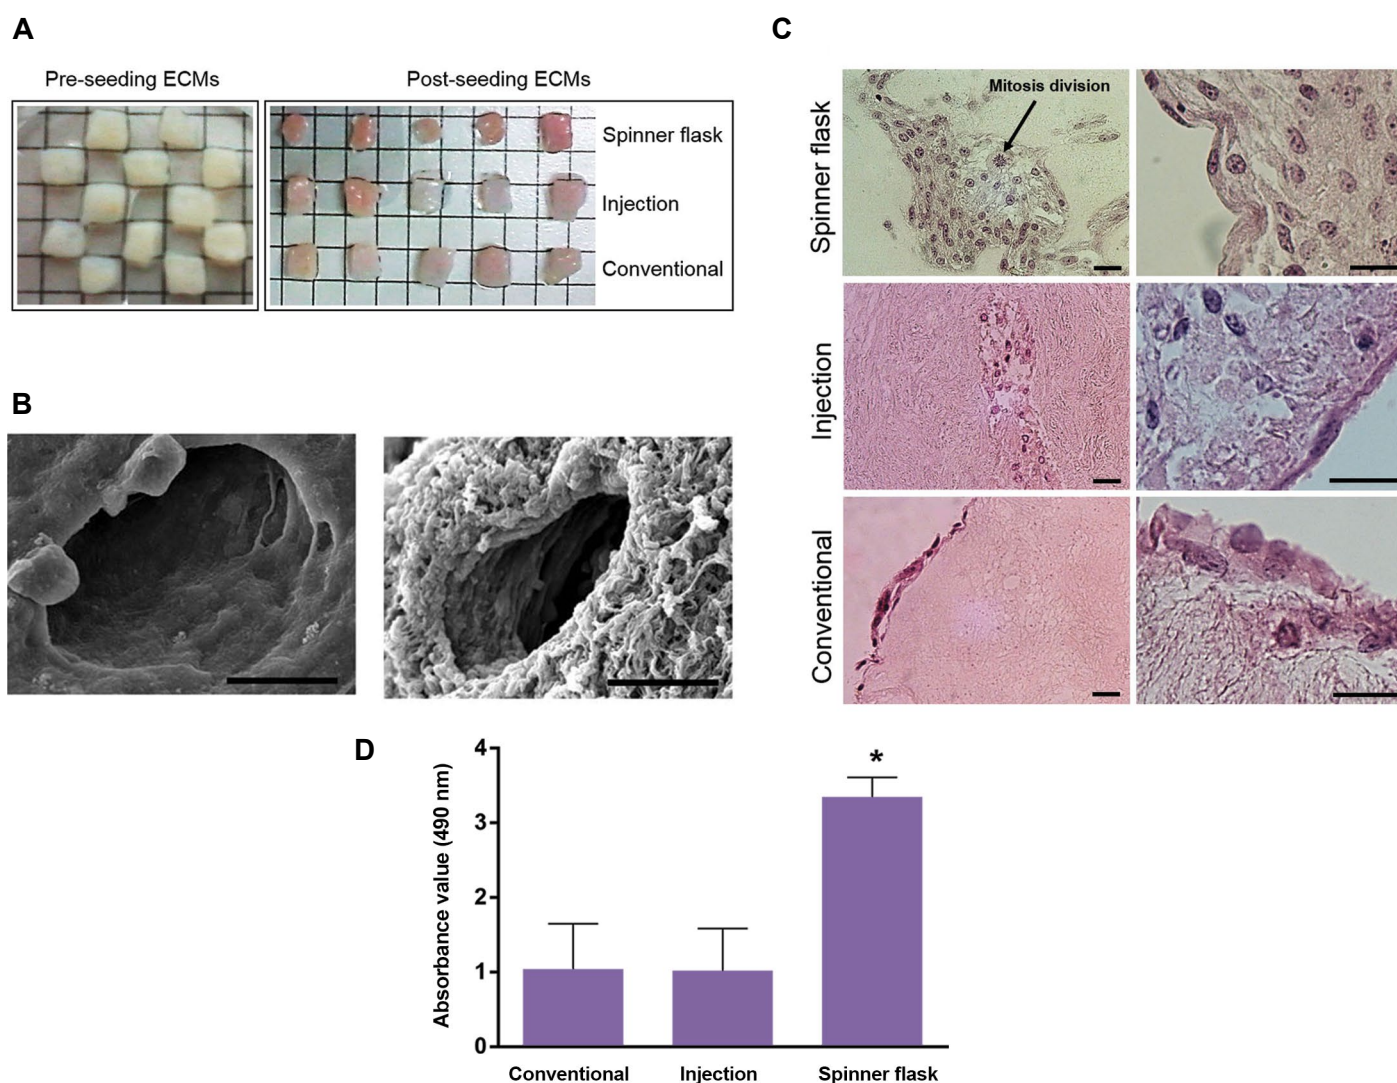 A
Pre-seeding ECMs
Post-seeding ECMs
Spinner flask
Injection
Conventional
B
C
Mitosis division
Spinner flask
Injection
Conventional
D
Absorbance value (490 nm)
4
3
2
1
0
*
Conventional
Injection
Spinner flask